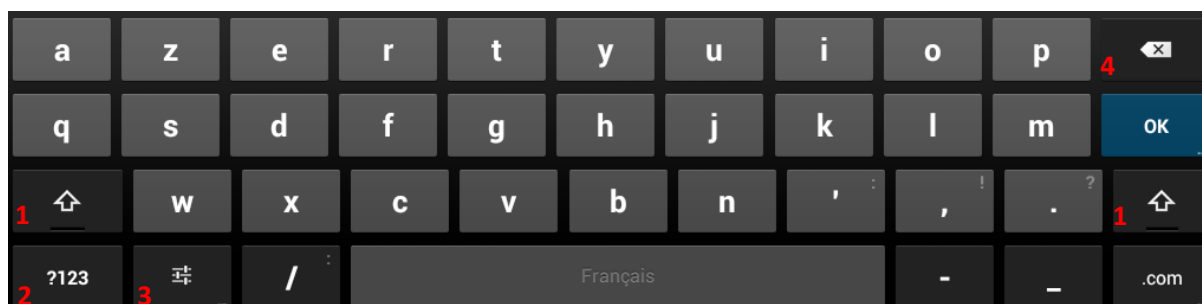 a z e r t y u i o p 4
q s d f g h j k l m OK
1 w x c v b n ' : , ! . ? 1
2 ?123 3 / : Français - _ .com